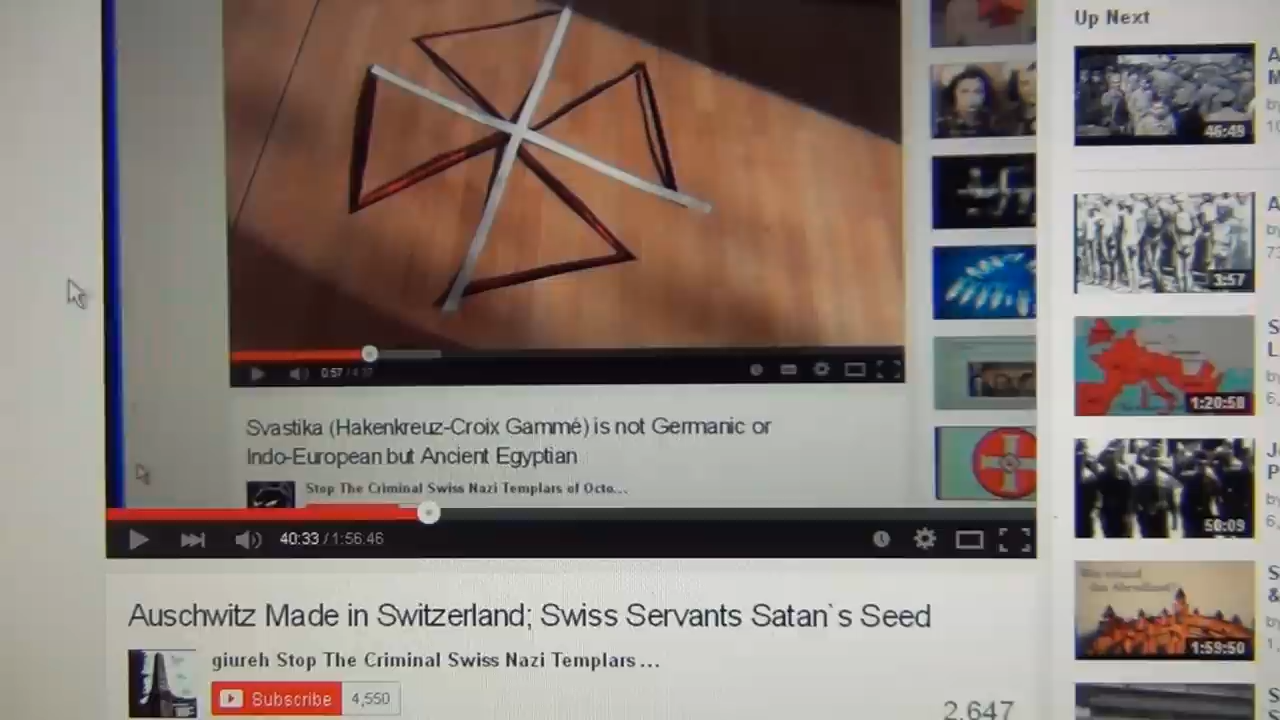 Up Next
46:49
3:57
1:20:58
50:09
1:59:50
0:57 / 4:37
Svastika (Hakenkreuz-Croix Gammé) is not Germanic or
Indo-European but Ancient Egyptian
Stop The Criminal Swiss Nazi Templars of Octo...
40:33 / 1:56:46
Auschwitz Made in Switzerland; Swiss Servants Satan`s Seed
giureh Stop The Criminal Swiss Nazi Templars ...
Subscribe 4,550
2,647